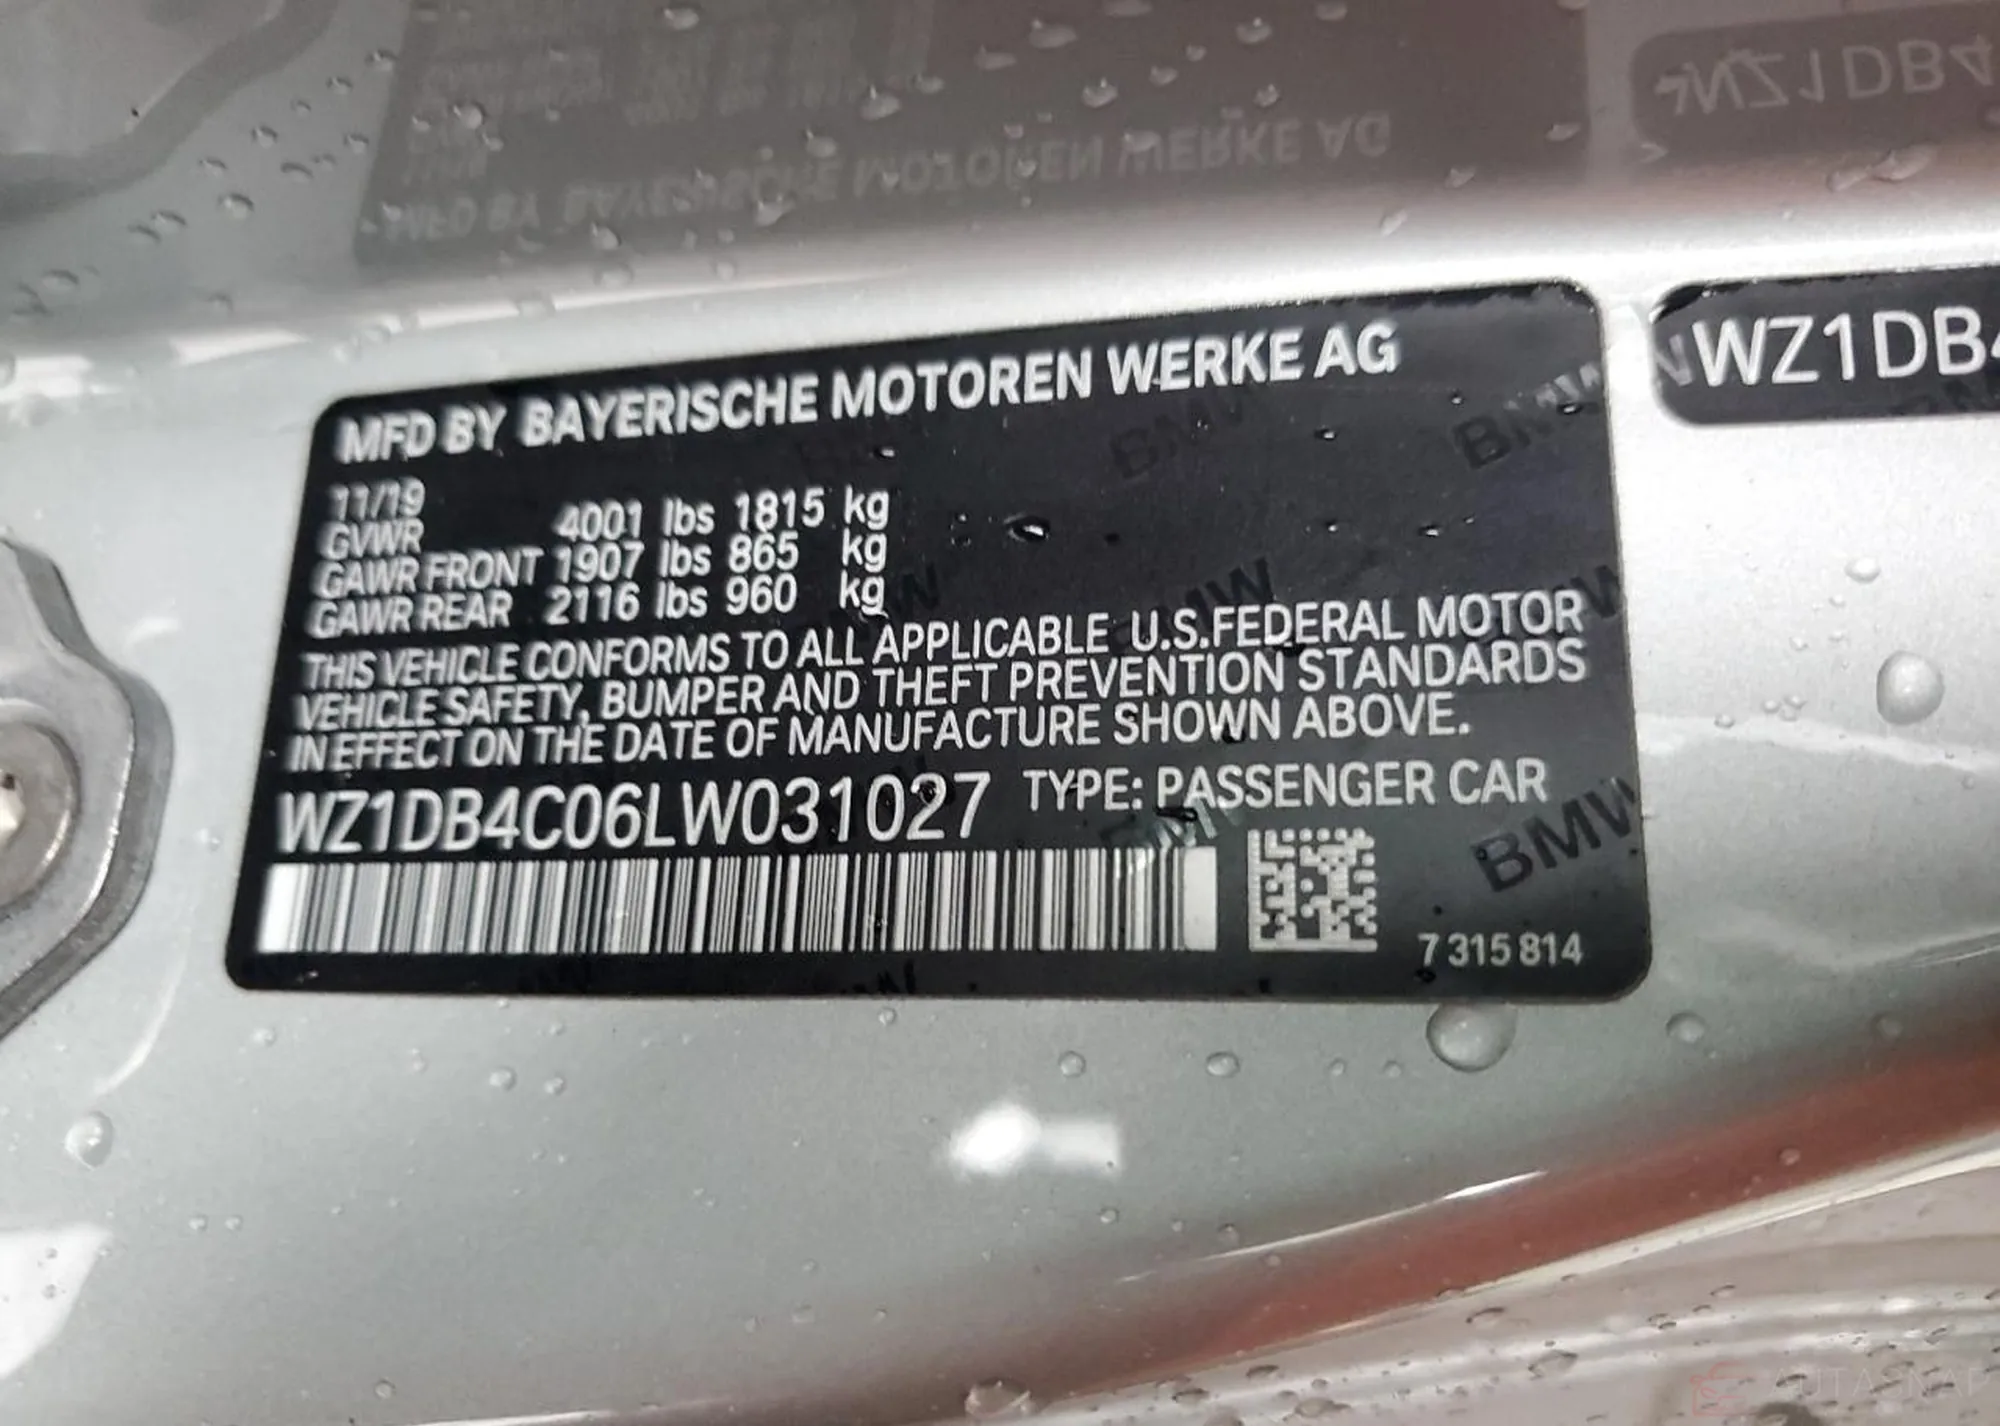 MFD BY BAYERISCHE MOTOREN WERKE AG
11/19
GVWR 4001 lbs 1815 kg
GAWR FRONT 1907 lbs 865 kg
GAWR REAR 2116 lbs 960 kg
THIS VEHICLE CONFORMS TO ALL APPLICABLE U.S.FEDERAL MOTOR
VEHICLE SAFETY, BUMPER AND THEFT PREVENTION STANDARDS
IN EFFECT ON THE DATE OF MANUFACTURE SHOWN ABOVE.
WZ1DB4C06LW031027 TYPE: PASSENGER CAR
7 315 814
WZ1DB4
BMW
BMW
BMW
BMW